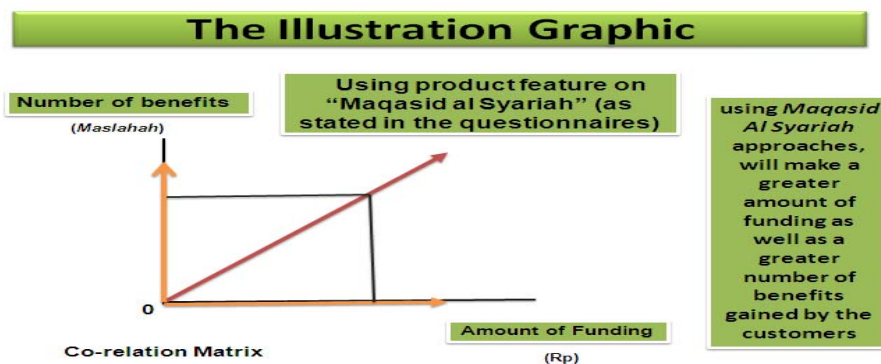 The Illustration Graphic
Using product feature on
“Maqasid al Syariah” (as
stated in the questionnaires)
Number of benefits
(Maslahah)
using Maqasid
Al Syariah
approaches,
will make a
greater
amount of
funding as
well as a
greater
number of
benefits
gained by the
customers
0
Amount of Funding
(Rp)
Co-relation Matrix